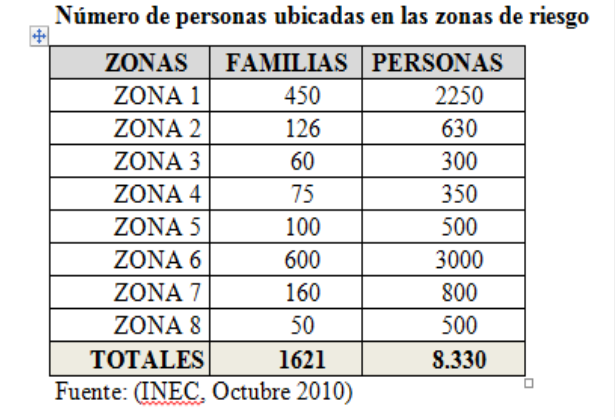 Número de personas ubicadas en las zonas de riesgo
ZONAS FAMILIAS PERSONAS
ZONA 1 450 2250
ZONA 2 126 630
ZONA 3 60 300
ZONA 4 75 350
ZONA 5 100 500
ZONA 6 600 3000
ZONA 7 160 800
ZONA 8 50 500
TOTALES 1621 8.330
Fuente: (INEC, Octubre 2010)